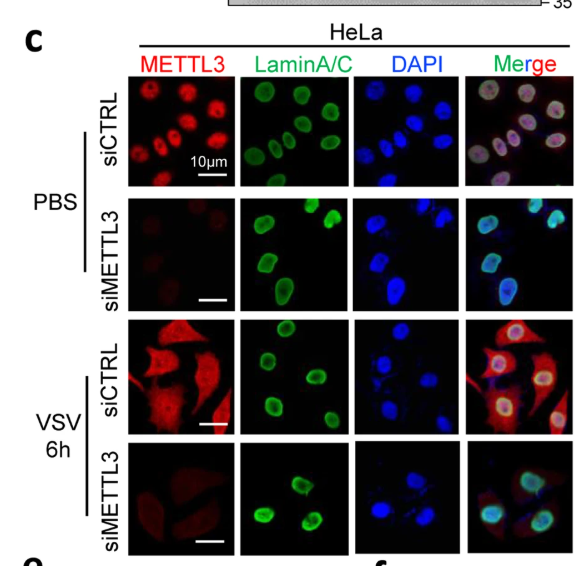 35
c
HeLa
METTL3 LaminA/C DAPI Merge
PBS
siCTRL
10μm
siMETTL3
VSV
6h
siCTRL
siMETTL3